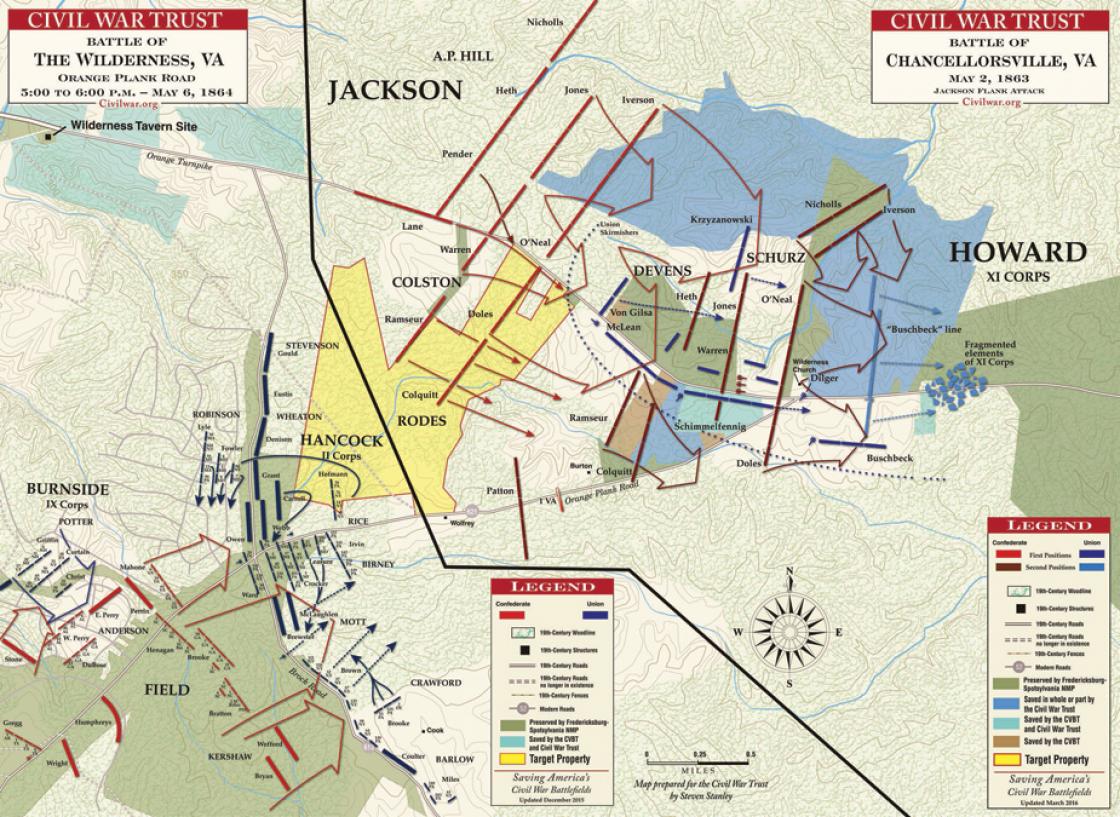 CIVIL WAR TRUST
BATTLE OF
THE WILDERNESS, VA
ORANGE PLANK ROAD
5:00 TO 6:00 P.M. – MAY 6, 1864
Civilwar.org
CIVIL WAR TRUST
BATTLE OF
CHANCELLORSVILLE, VA
MAY 2, 1863
JACKSON FLANK ATTACK
Civilwar.org
Wilderness Tavern Site
Orange Turnpike
Nicholls
A.P. HILL
JACKSON
Heth
Jones
Iverson
Pender
Lane
Warren
O'Neal
COLSTON
Ramseur
Doles
Colquitt
RODES
Union
Skirmishers
Krzyzanowski
Nicholls
Iverson
HOWARD
XI CORPS
DEVENS
SCHURZ
Heth
Jones
O'Neal
Von Gilsa
McLean
Warren
"Buschbeck" line
Fragmented
elements
of XI Corps
Wilderness
Church
Dilger
Schimmelfennig
Ramseur
Burton
Colquitt
Doles
Buschbeck
Patton
1 VA
Orange Plank Road
Wolfrey
350
STEVENSON
Gould
Eustis
WHEATON
Denison
ROBINSON
Lyle
Fowler
HANCOCK
II Corps
Hofmann
Grant
Carroll
Webb
Owen
RICE
Irvin
BIRNEY
Leasure
Crocker
Ward
McLaughlen
MOTT
Brewster
BURNSIDE
IX Corps
POTTER
Griffin
Curtain
Christ
Mahone
Perrin
E. Perry
ANDERSON
W. Perry
DuBose
Stone
Henagan
Brooke
FIELD
Bratton
Brock Road
Humphreys
Gregg
Wright
KERSHAW
Wofford
Bryan
Brown
CRAWFORD
Brooke
Cook
Coulter
BARLOW
Miles
LEGEND
Confederate
Union
19th-Century Woodline
19th-Century Structures
19th-Century Roads
19th-Century Roads
no longer in existence
19th-Century Fences
Modern Roads
Preserved by Fredericksburg-
Spotsylvania NMP
Saved by the CVBT
and Civil War Trust
Target Property
Saving America's
Civil War Battlefields
Updated December 2015
0
0.25
0.5
MILES
Map prepared for the Civil War Trust
by Steven Stanley
N
W
E
S
LEGEND
Confederate
Union
First Positions
Second Positions
19th-Century Woodline
19th-Century Structures
19th-Century Roads
19th-Century Roads
no longer in existence
19th-Century Fences
Modern Roads
Preserved by Fredericksburg-
Spotsylvania NMP
Saved in whole or part by
the Civil War Trust
Saved by the CVBT
and Civil War Trust
Saved by the CVBT
Target Property
Saving America's
Civil War Battlefields
Updated March 2016